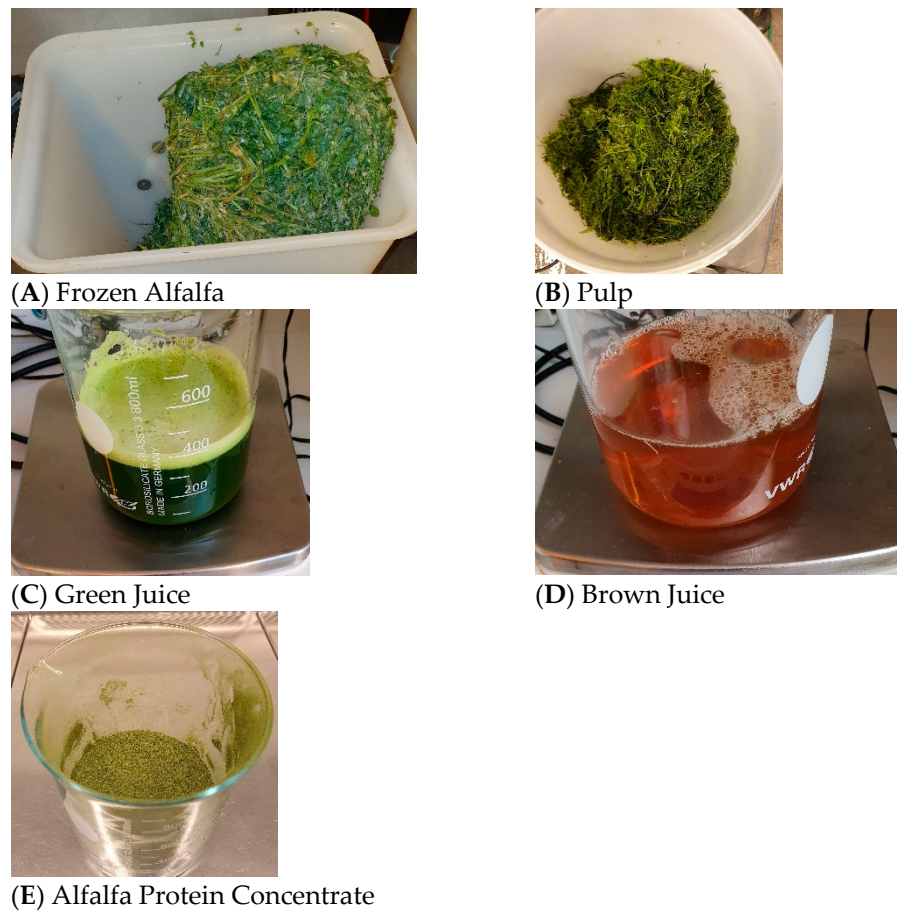 (A) Frozen Alfalfa
(B) Pulp
600
400
200
BOROSILICATE GLASS 3.3 800ml
MADE IN GERMANY
VWR
(C) Green Juice
(D) Brown Juice
(E) Alfalfa Protein Concentrate